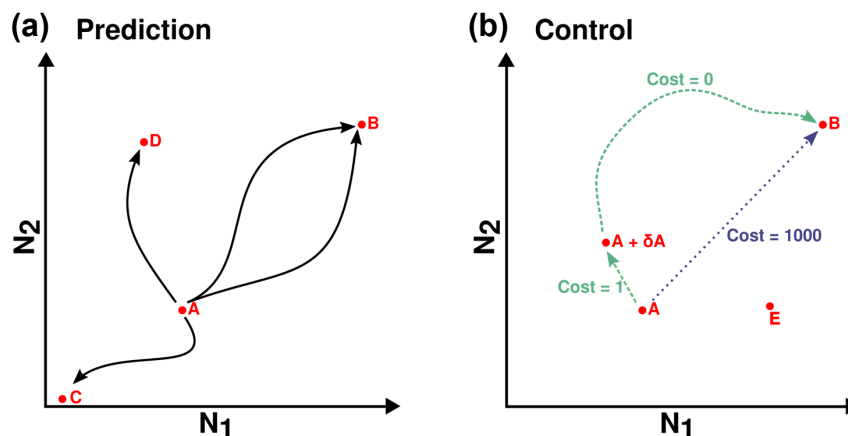 (a) Prediction
D
B
A
C
N2
N1
(b) Control
Cost = 0
B
A + δA
Cost = 1000
Cost = 1
A
E
N2
N1